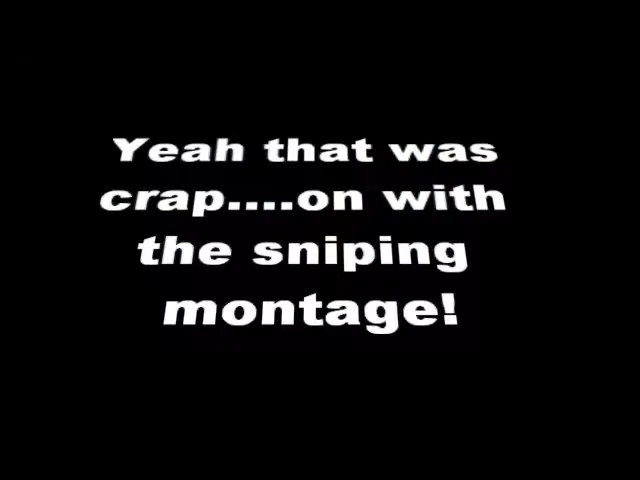 Yeah that was
crap....on with
the sniping
montage!